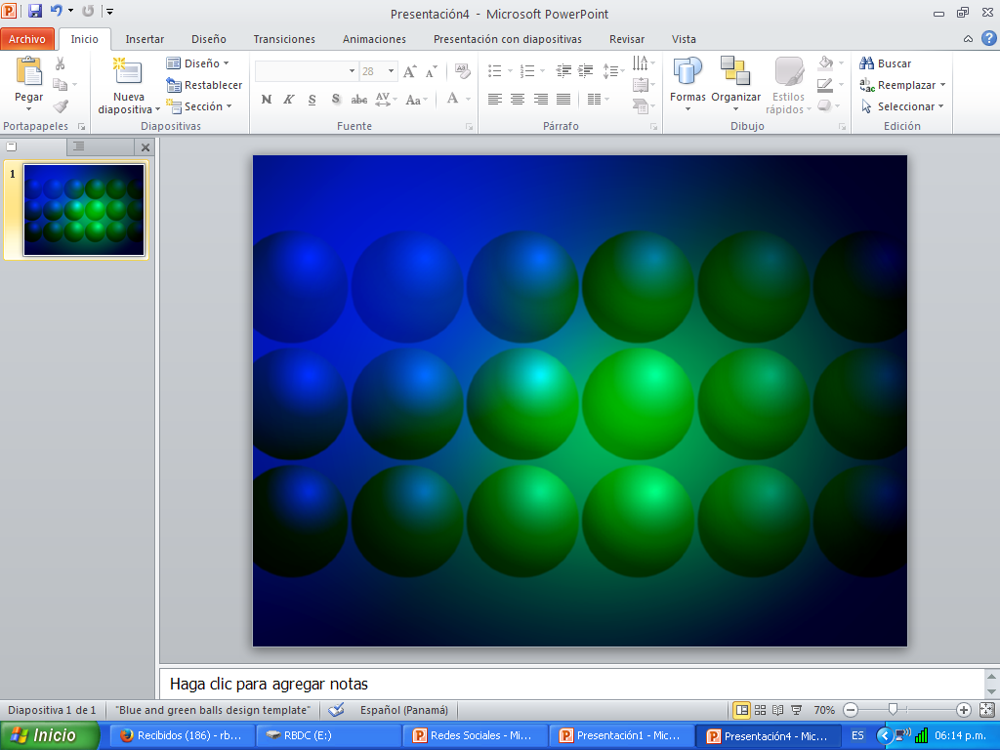 Presentación4 - Microsoft PowerPoint
Archivo Inicio Insertar Diseño Transiciones Animaciones Presentación con diapositivas Revisar Vista
Pegar
Portapapeles
Nueva diapositiva
Diseño
Restablecer
Sección
Diapositivas
28
N K S S abc AV Aa A
Fuente
Párrafo
Formas
Organizar
Estilos rápidos
Dibujo
Buscar
Reemplazar
Seleccionar
Edición
1
Haga clic para agregar notas
Diapositiva 1 de 1 "Blue and green balls design template" Español (Panamá) 70%
Inicio Recibidos (186) - rb... RBDC (E:) Redes Sociales - Mi... Presentación1 - Mic... Presentación4 - Mic... ES 06:14 p.m.